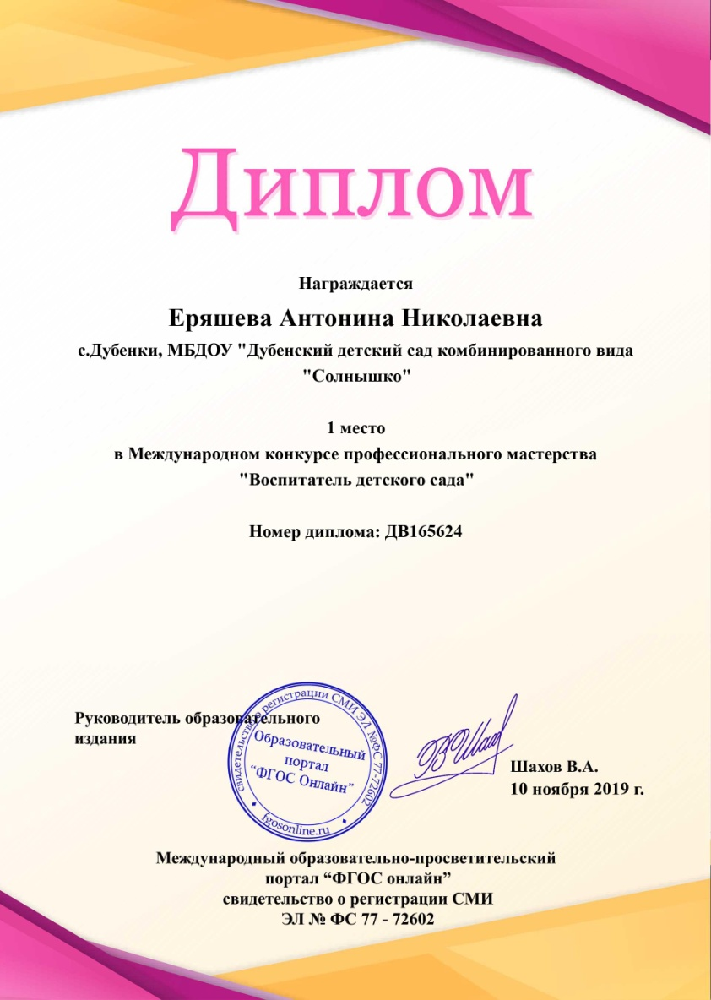 Диплом
Награждается
Еряшева Антонина Николаевна
с.Дубенки, МБДОУ "Дубенский детский сад комбинированного вида
"Солнышко"
1 место
в Международном конкурсе профессионального мастерства
"Воспитатель детского сада"
Номер диплома: ДВ165624
Руководитель образовательного
издания
свидетельство о регистрации СМИ ЭЛ №ФС 77-72602
Образовательный
портал
“ФГОС Онлайн”
fgosonline.ru
Шахов В.А.
10 ноября 2019 г.
Международный образовательно-просветительский
портал “ФГОС онлайн”
свидетельство о регистрации СМИ
ЭЛ № ФС 77 - 72602